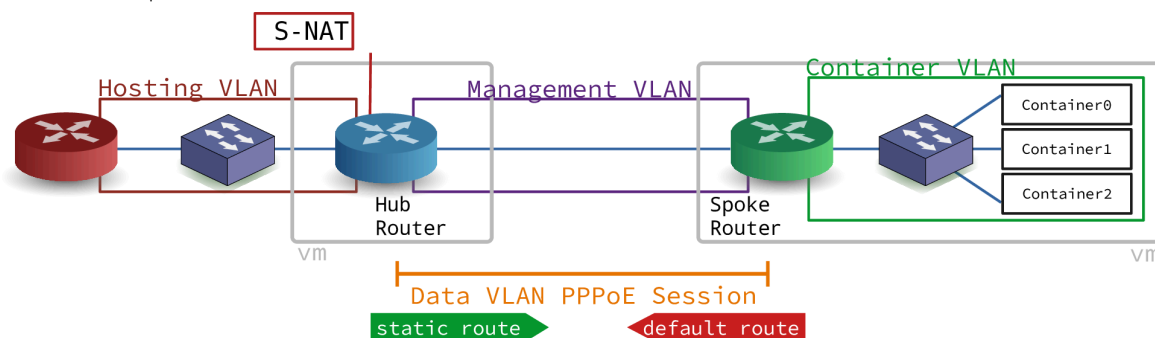 S-NAT
Hosting VLAN
Management VLAN
Container VLAN
Container0
Container1
Container2
Hub
Router
Spoke
Router
vm
vm
Data VLAN PPPoE Session
static route
default route